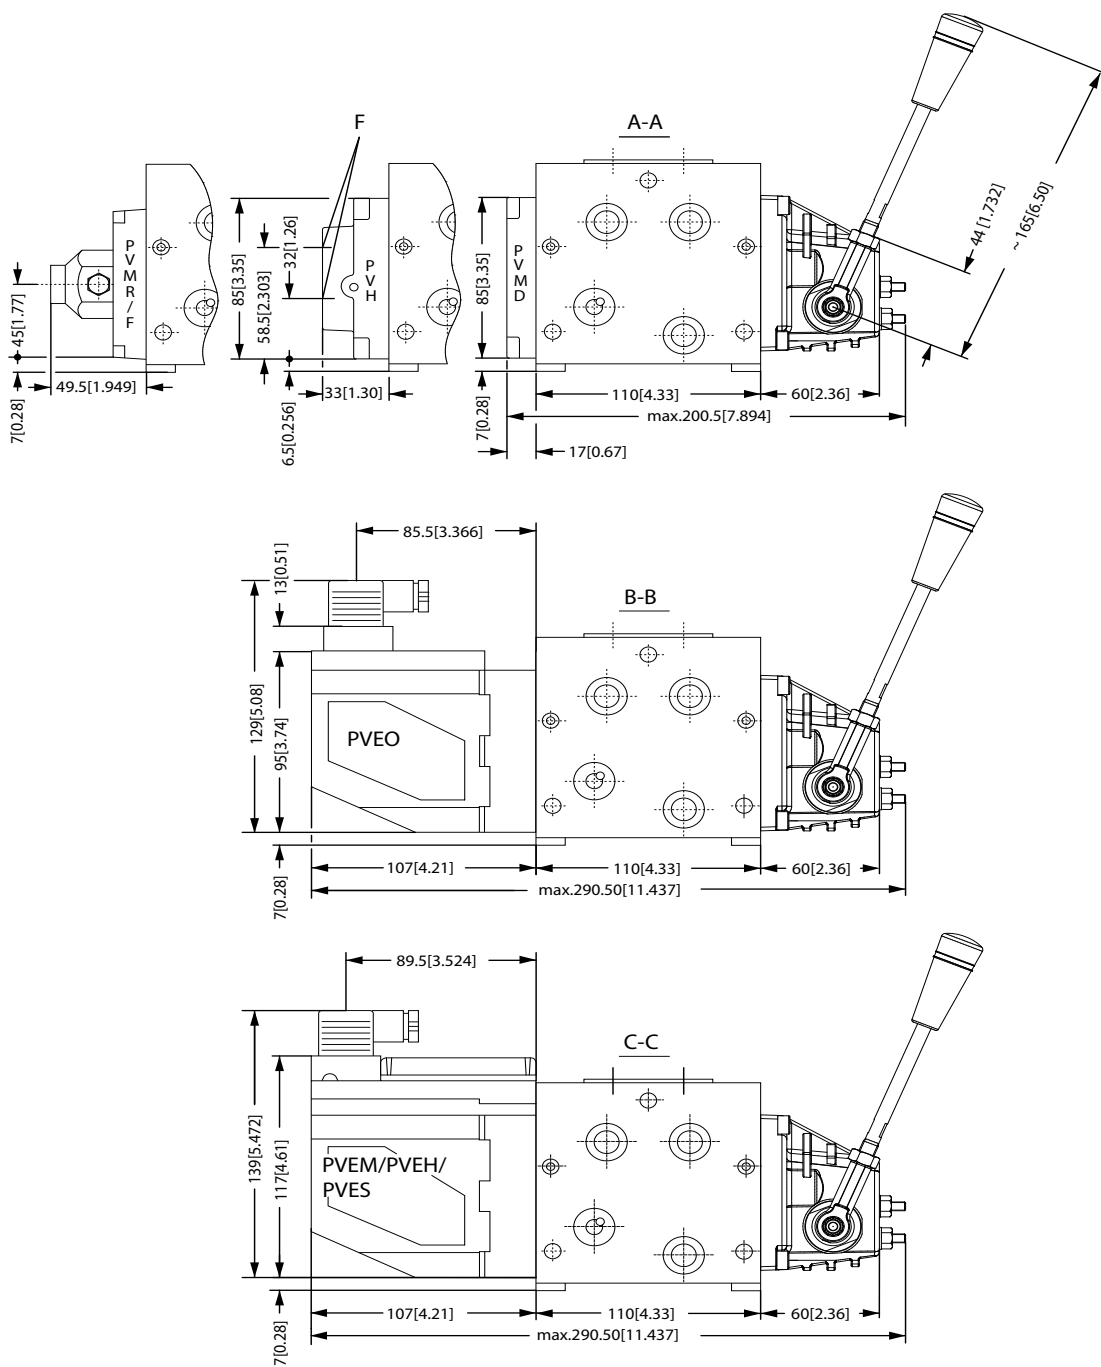 F
A-A
PVMR/F
PVH
PVMD
45[1.77]
7[0.28]
49.5[1.949]
85[3.35]
58.5[2.303]
32[1.26]
6.5[0.256]
33[1.30]
85[3.35]
7[0.28]
17[0.67]
110[4.33]
60[2.36]
max.200.5[7.894]
44 [1.732]
~ 165[6.50]
85.5[3.366]
13[0.51]
129[5.08]
95[3.74]
7[0.28]
B-B
PVEO
107[4.21]
110[4.33]
60[2.36]
max.290.50[11.437]
89.5[3.524]
139[5.472]
117[4.61]
7[0.28]
C-C
PVEM/PVEH/
PVES
107[4.21]
110[4.33]
60[2.36]
max.290.50[11.437]